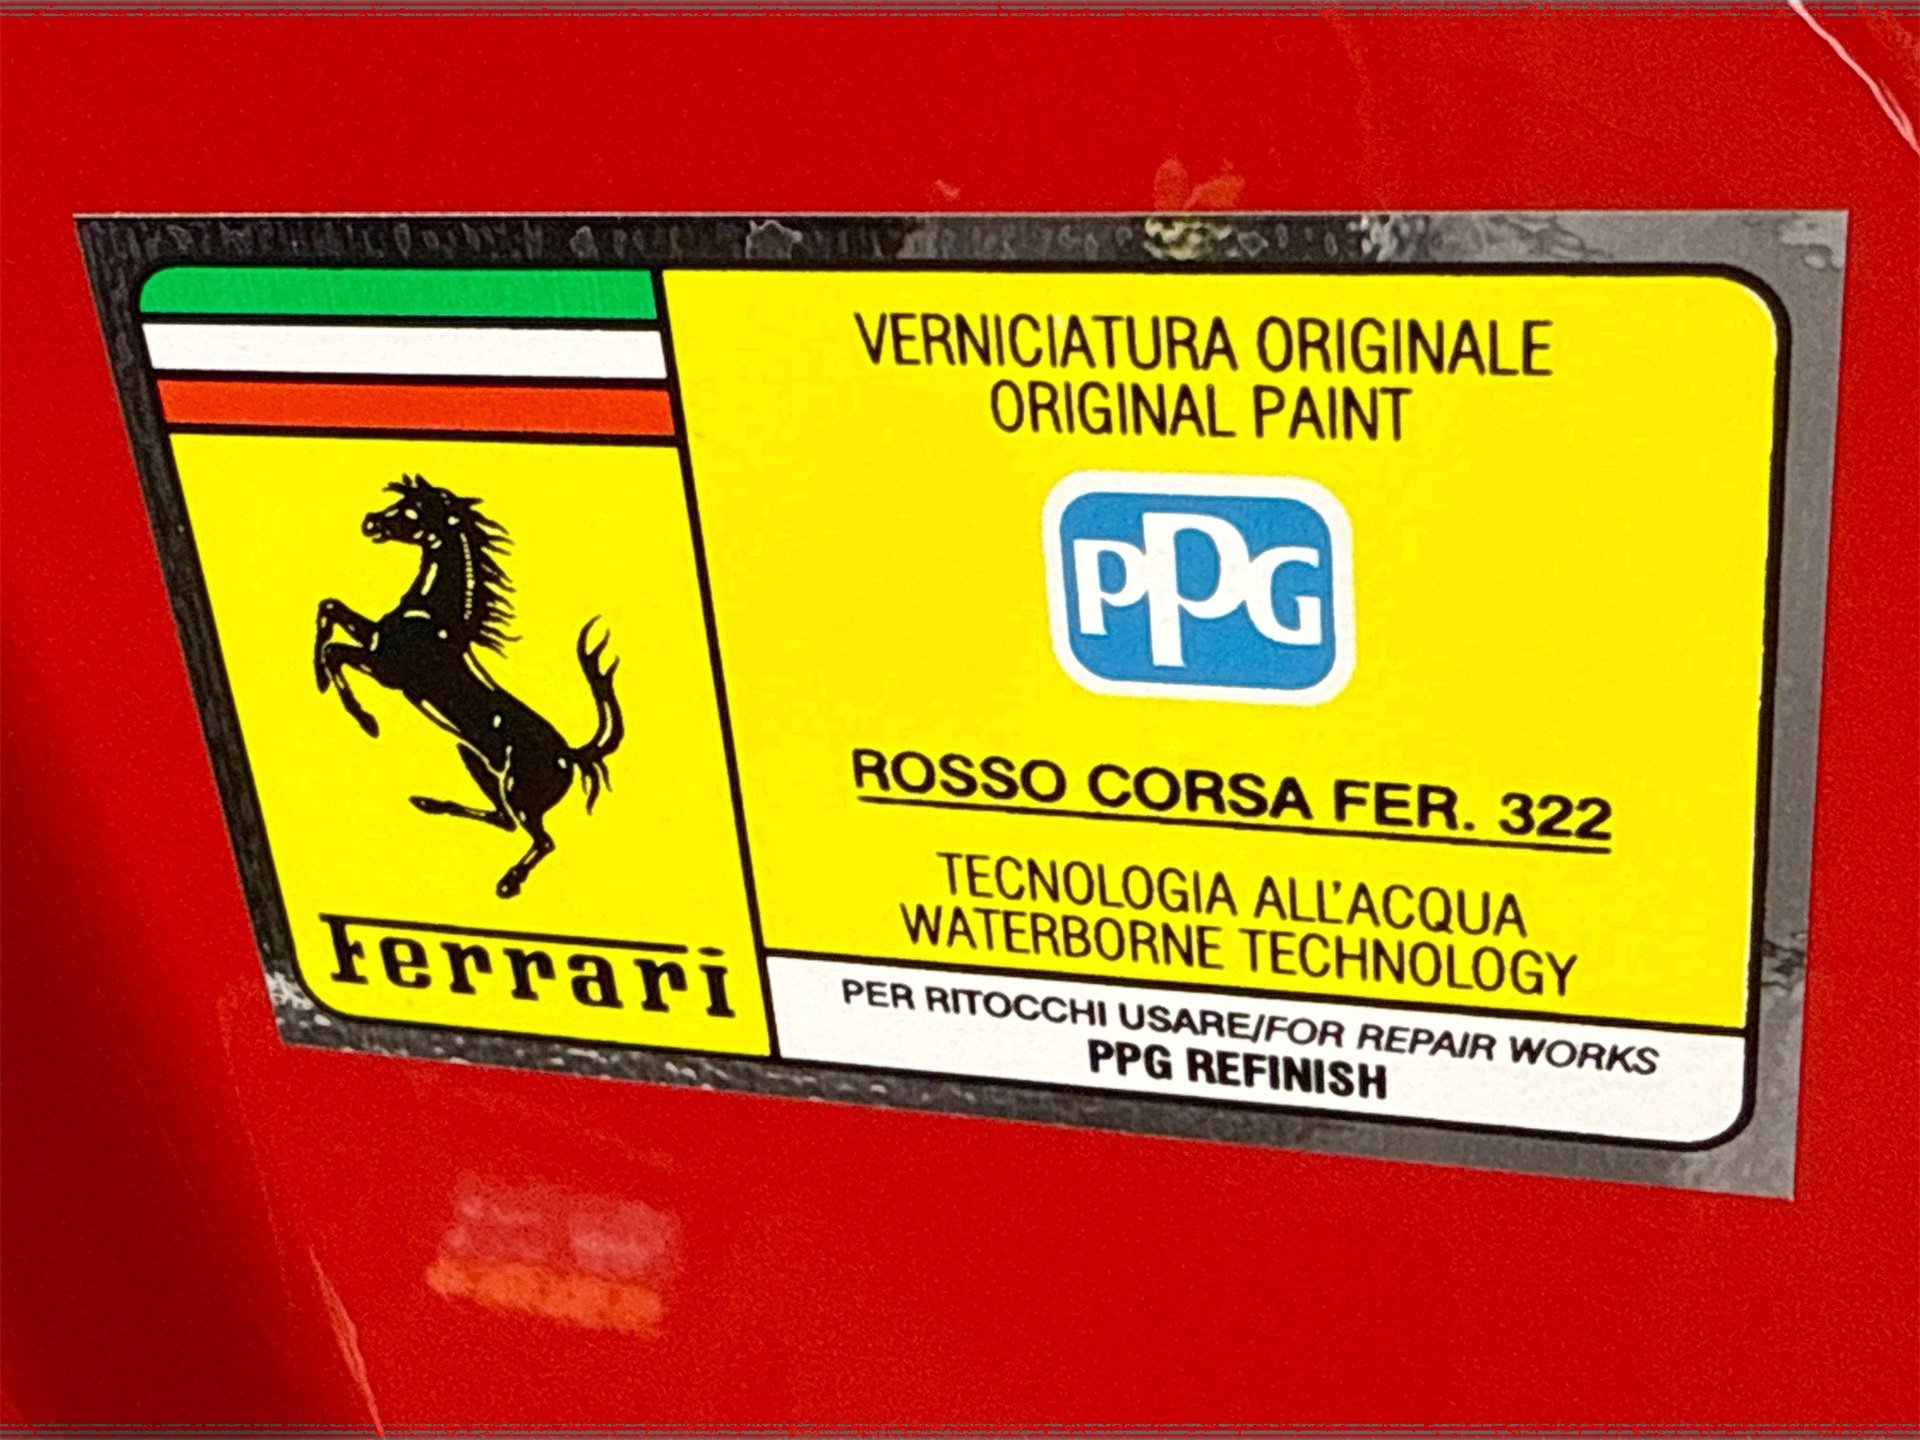 VERNICIATURA ORIGINALE
ORIGINAL PAINT
PPG
ROSSO CORSA FER. 322
TECNOLOGIA ALL'ACQUA
WATERBORNE TECHNOLOGY
Ferrari
PER RITOCCHI USARE/FOR REPAIR WORKS
PPG REFINISH